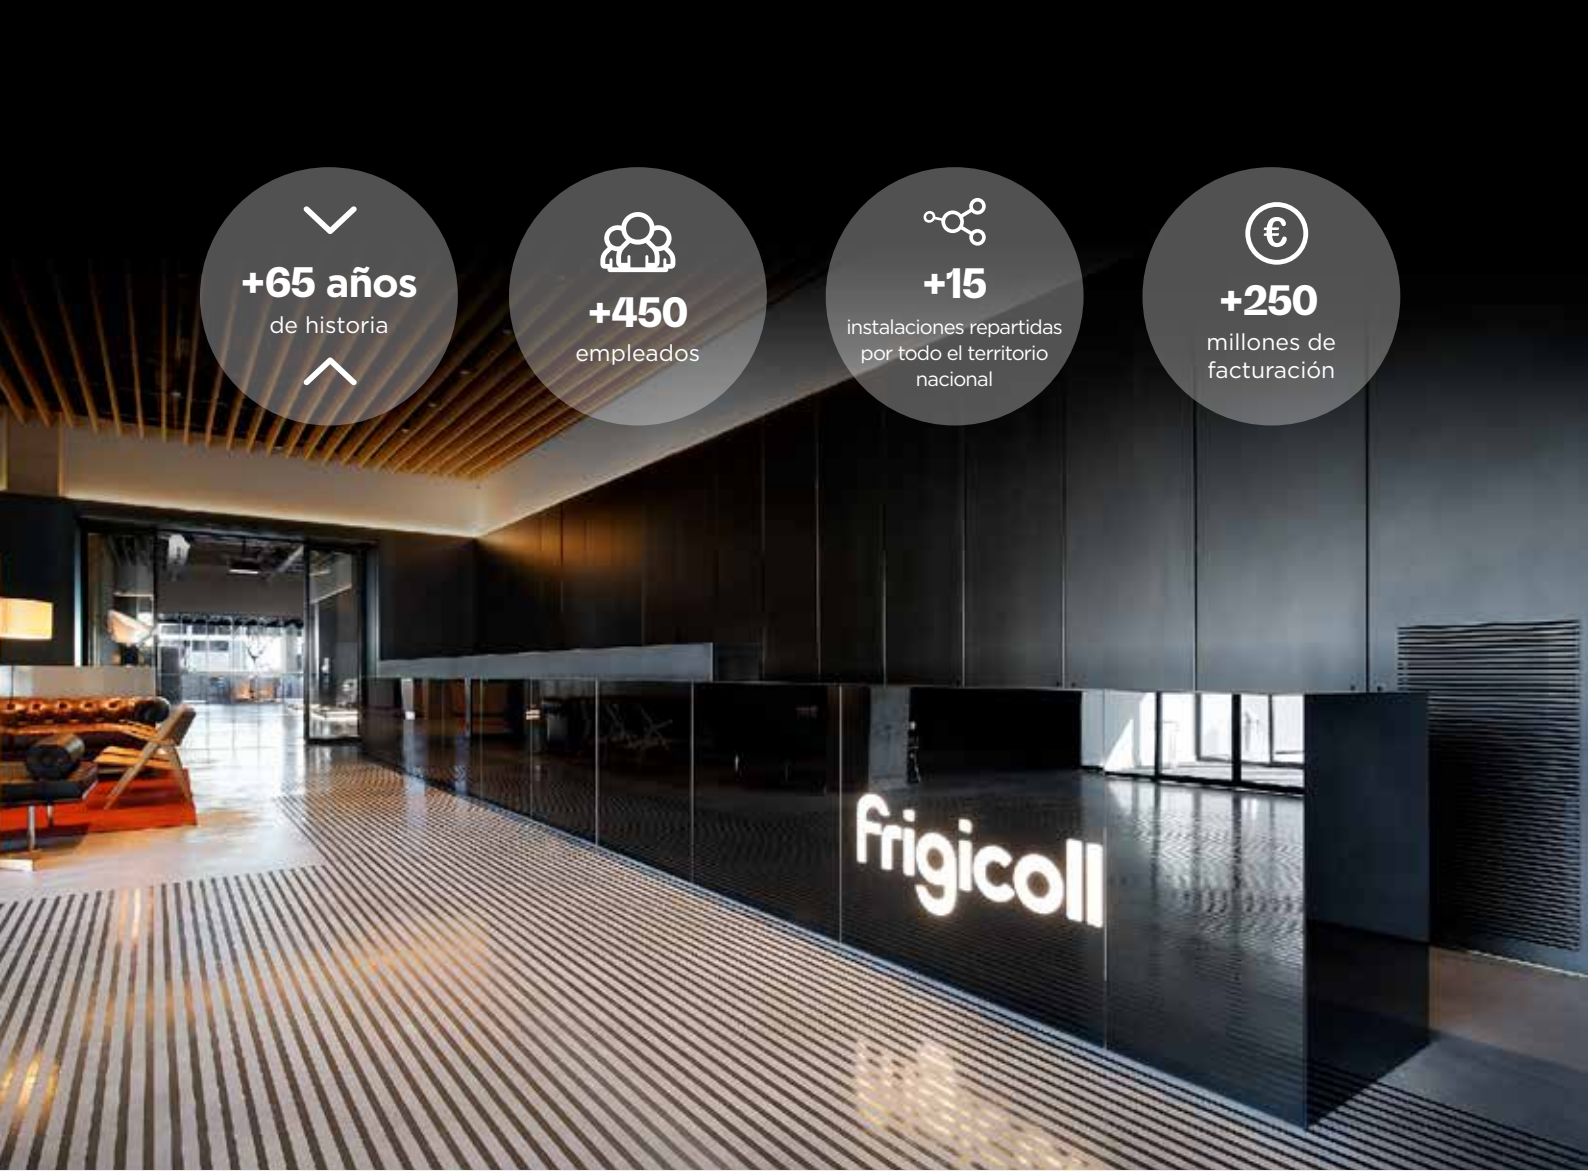 +65 años
de historia
+450
empleados
+15
instalaciones repartidas
por todo el territorio
nacional
€
+250
millones de
facturación
frigicoll